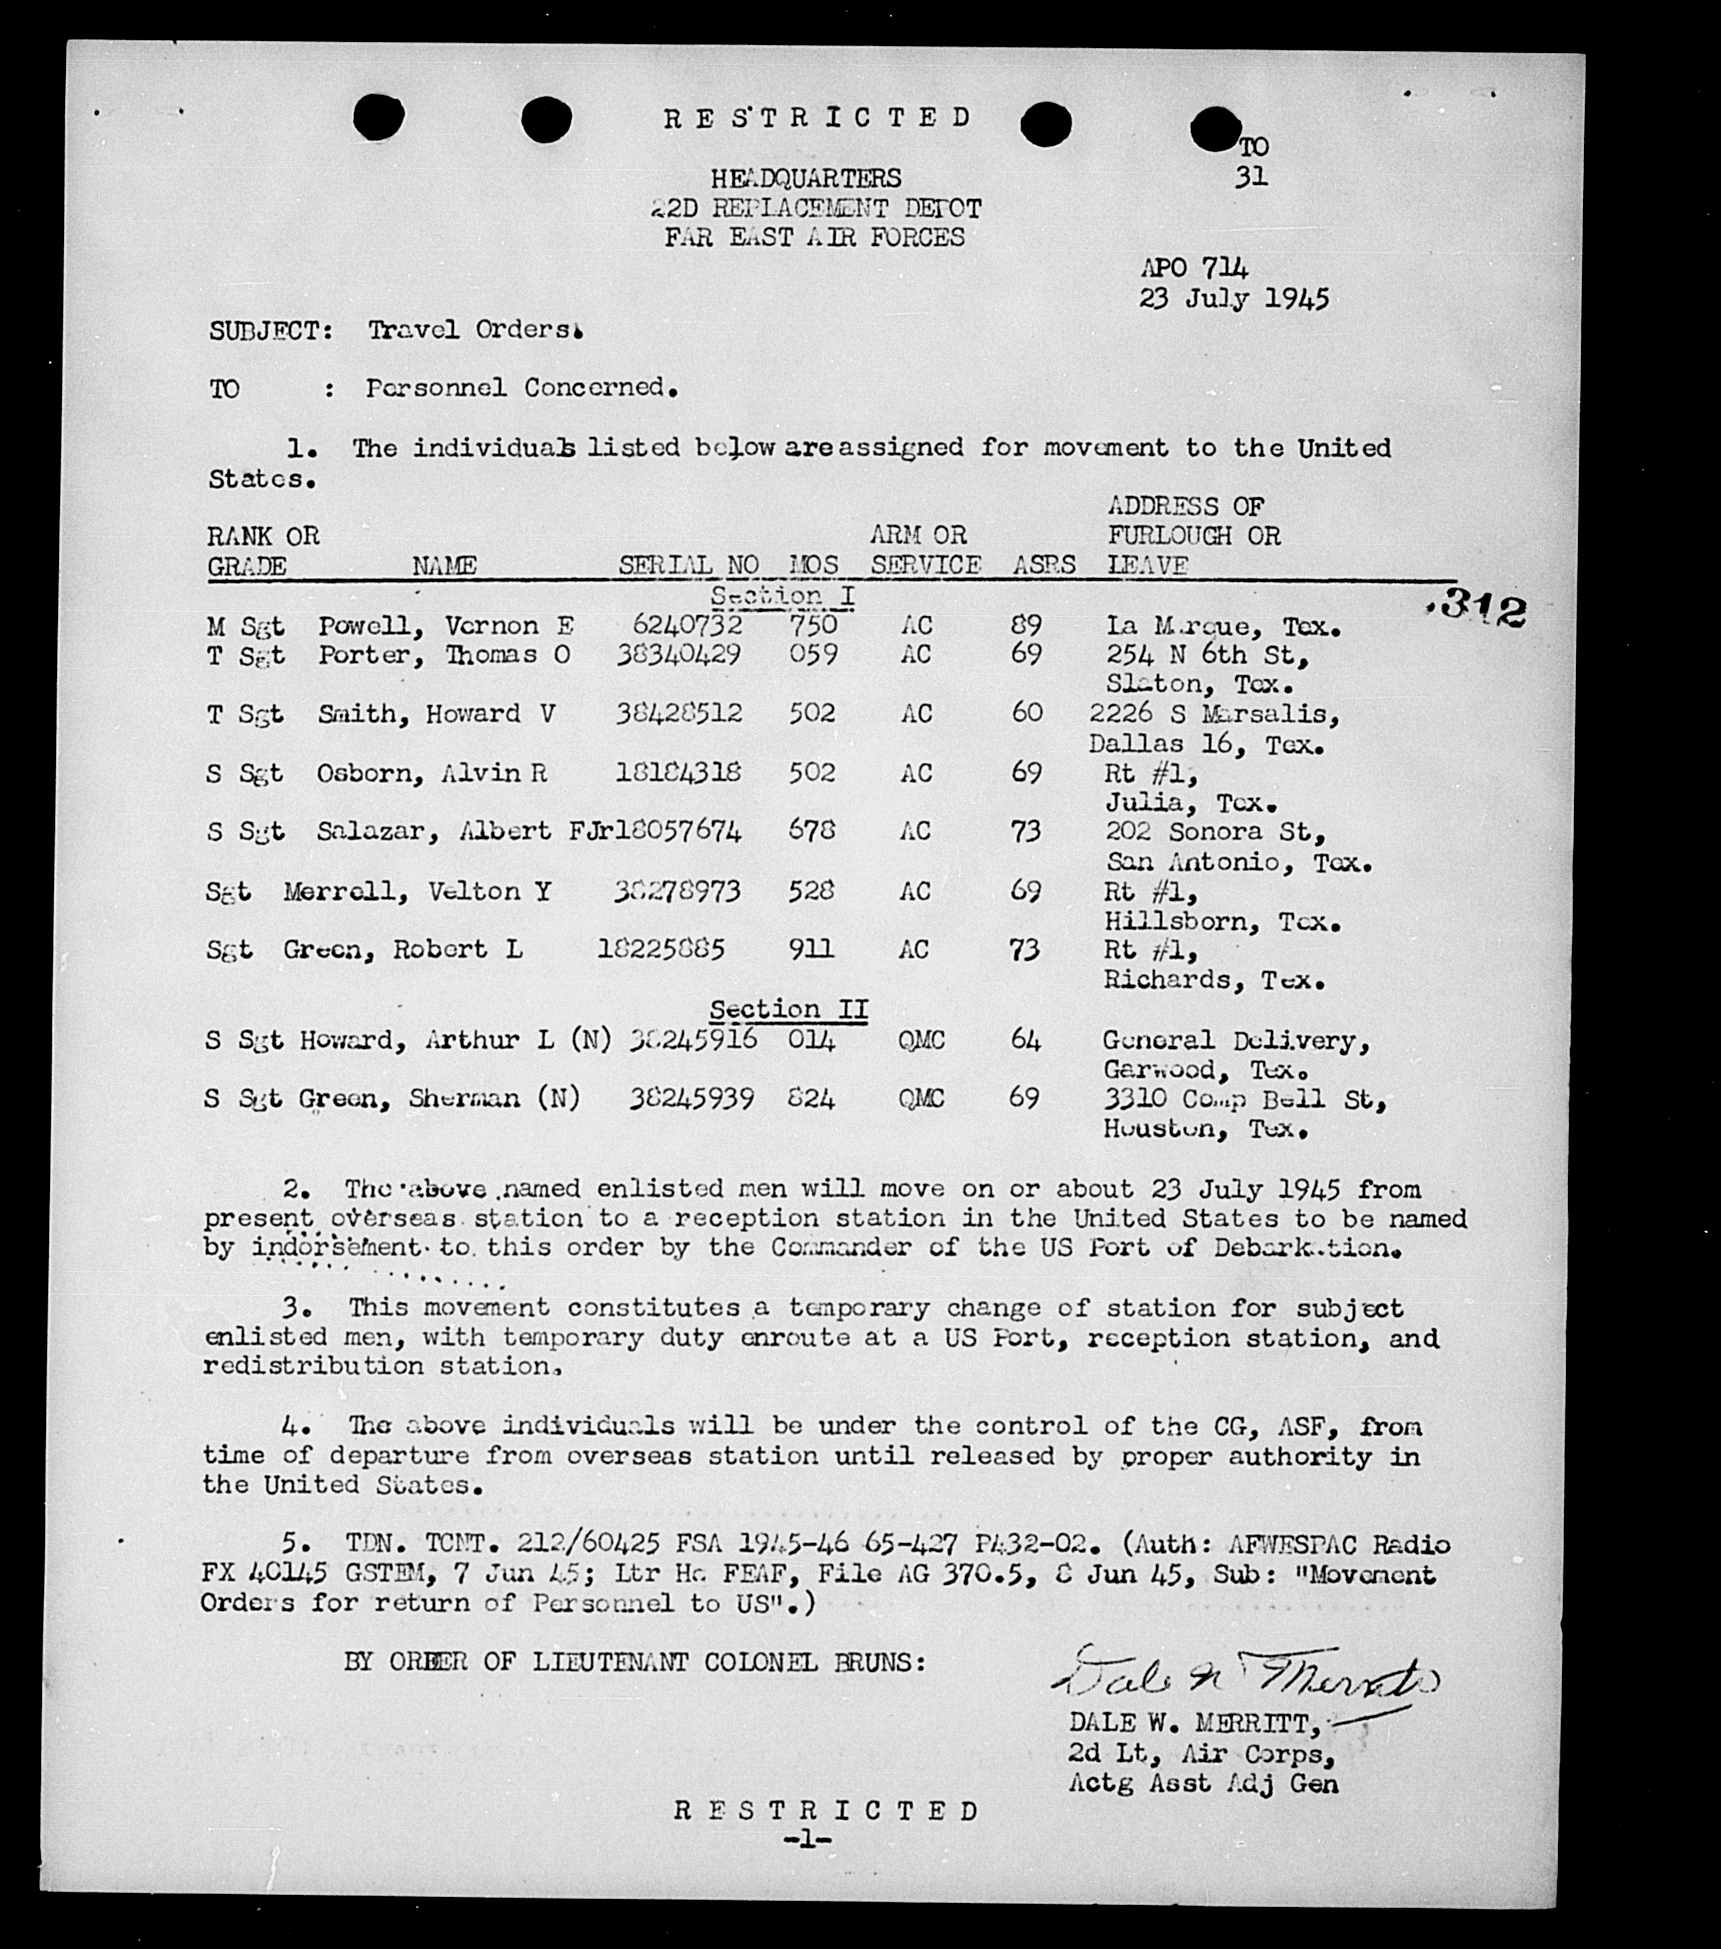 R E S T R I C T E D
TO
31
HEADQUARTERS
22D REPLACEMENT DEPOT
FAR EAST AIR FORCES
APO 714
23 July 1945
SUBJECT: Travel Orders.
TO : Personnel Concerned.
1. The individuals listed below are assigned for movement to the United
States.
ADDRESS OF
RANK OR ARM OR FURLOUGH OR
GRADE NAME SERIAL NO MOS SERVICE ASRS LEAVE
Section I
.312
M Sgt Powell, Vernon E 6240732 750 AC 89 La Marque, Tex.
T Sgt Porter, Thomas O 38340429 059 AC 69 254 N 6th St,
Slaton, Tex.
T Sgt Smith, Howard V 38428512 502 AC 60 2226 S Marsalis,
Dallas 16, Tex.
S Sgt Osborn, Alvin R 18184318 502 AC 69 Rt #1,
Julia, Tex.
S Sgt Salazar, Albert F Jr 18057674 678 AC 73 202 Sonora St,
San Antonio, Tex.
Sgt Merrell, Velton Y 38278973 528 AC 69 Rt #1,
Hillsborn, Tex.
Sgt Green, Robert L 18225885 911 AC 73 Rt #1,
Richards, Tex.
Section II
S Sgt Howard, Arthur L (N) 38245916 014 QMC 64 General Delivery,
Garwood, Tex.
S Sgt Green, Sherman (N) 38245939 824 QMC 69 3310 Camp Bell St,
Houston, Tex.
2. The above named enlisted men will move on or about 23 July 1945 from
present overseas station to a reception station in the United States to be named
by indorsement to this order by the Commander of the US Port of Debarkation.
3. This movement constitutes a temporary change of station for subject
enlisted men, with temporary duty enroute at a US Port, reception station, and
redistribution station.
4. The above individuals will be under the control of the CG, ASF, from
time of departure from overseas station until released by proper authority in
the United States.
5. TDN. TCNT. 212/60425 FSA 1945-46 65-427 P432-02. (Auth: AFWESPAC Radio
FX 40145 GSTEM, 7 Jun 45; Ltr Hq FEAF, File AG 370.5, 8 Jun 45, Sub: "Movement
Orders for return of Personnel to US".)
BY ORDER OF LIEUTENANT COLONEL BRUNS:
Dale W Merritt
DALE W. MERRITT,
2d Lt, Air Corps,
Actg Asst Adj Gen
R E S T R I C T E D
-1-